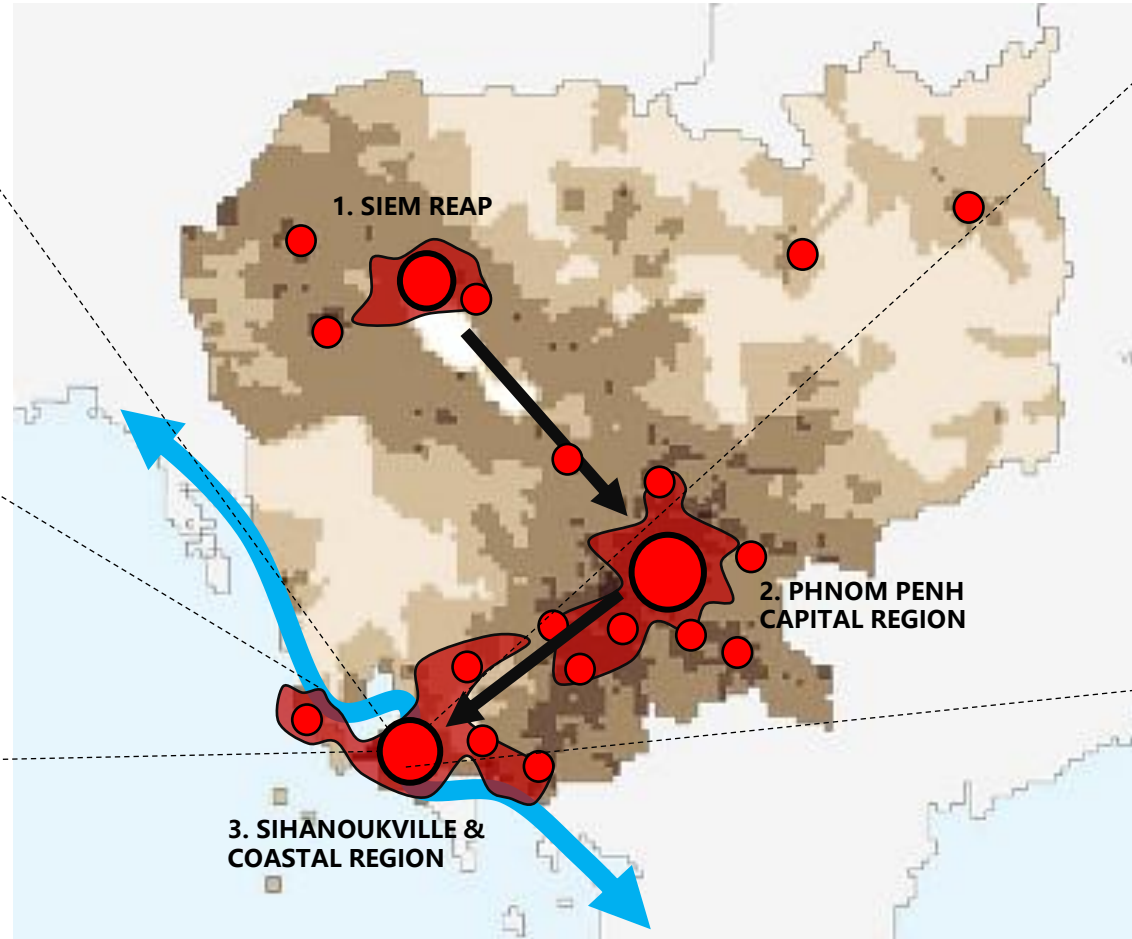 1. SIEM REAP
2. PHNOM PENH
CAPITAL REGION
3. SIHANOUKVILLE &
COASTAL REGION